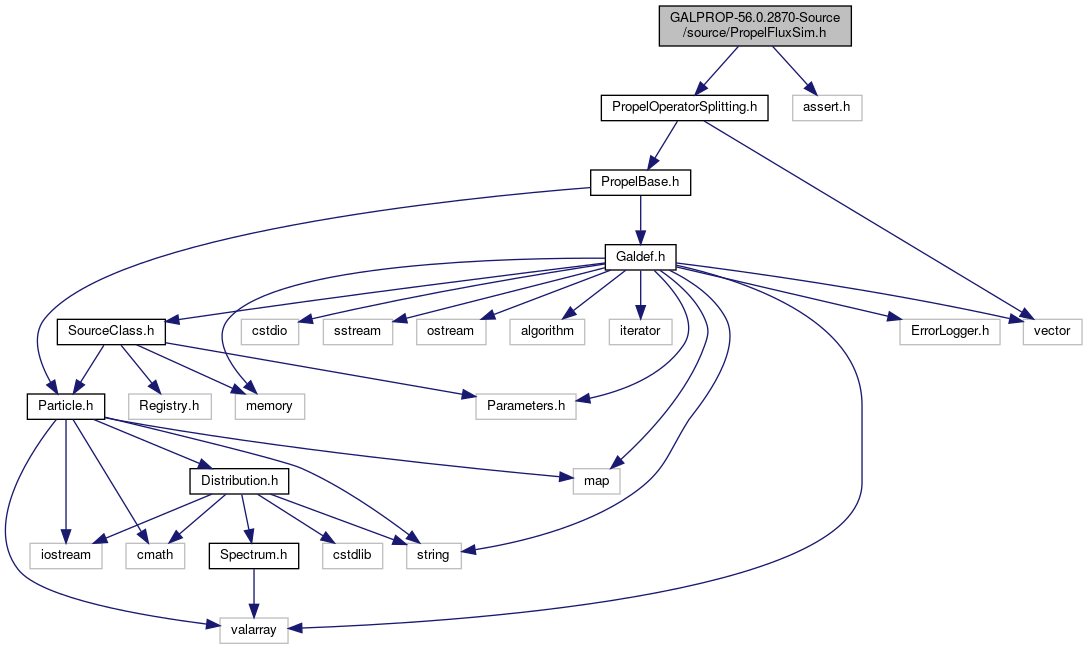 GALPROP-56.0.2870-Source
/source/PropelFluxSim.h
PropelOperatorSplitting.h
assert.h
PropelBase.h
Galdef.h
SourceClass.h
cstdio
sstream
ostream
algorithm
iterator
ErrorLogger.h
vector
Particle.h
Registry.h
memory
Parameters.h
Distribution.h
map
iostream
cmath
Spectrum.h
cstdlib
string
valarray